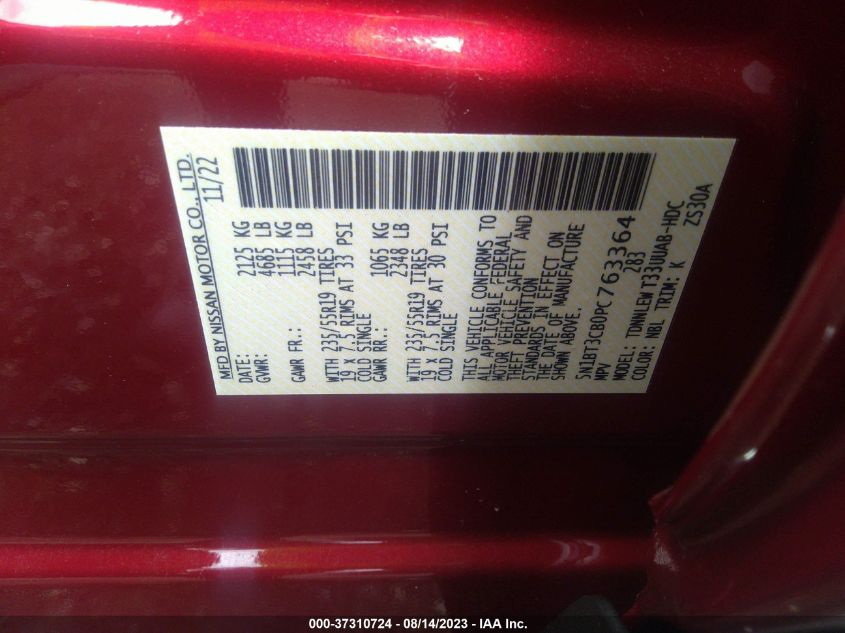 MFD BY NISSAN MOTOR CO., LTD.
DATE: 11/22
GVWR: 2125 KG
4685 LB
GAWR FR.: 1115 KG
2458 LB
WITH 235/55R19 TIRES
19 x 7.5 RIMS AT 33 PSI
COLD SINGLE
GAWR RR.: 1065 KG
2348 LB
WITH 235/55R19 TIRES
19 x 7.5 RIMS AT 30 PSI
COLD SINGLE
THIS VEHICLE CONFORMS TO
ALL APPLICABLE FEDERAL
MOTOR VEHICLE SAFETY AND
THEFT PREVENTION
STANDARDS IN EFFECT ON
THE DATE OF MANUFACTURE
SHOWN ABOVE.
5N1BT3CB0PC763364
MPV 283
MODEL: TDNNLEW T33UUAB-HDC
COLOR: NBL TRIM: K ZS30A
000-37310724 - 08/14/2023 - IAA Inc.